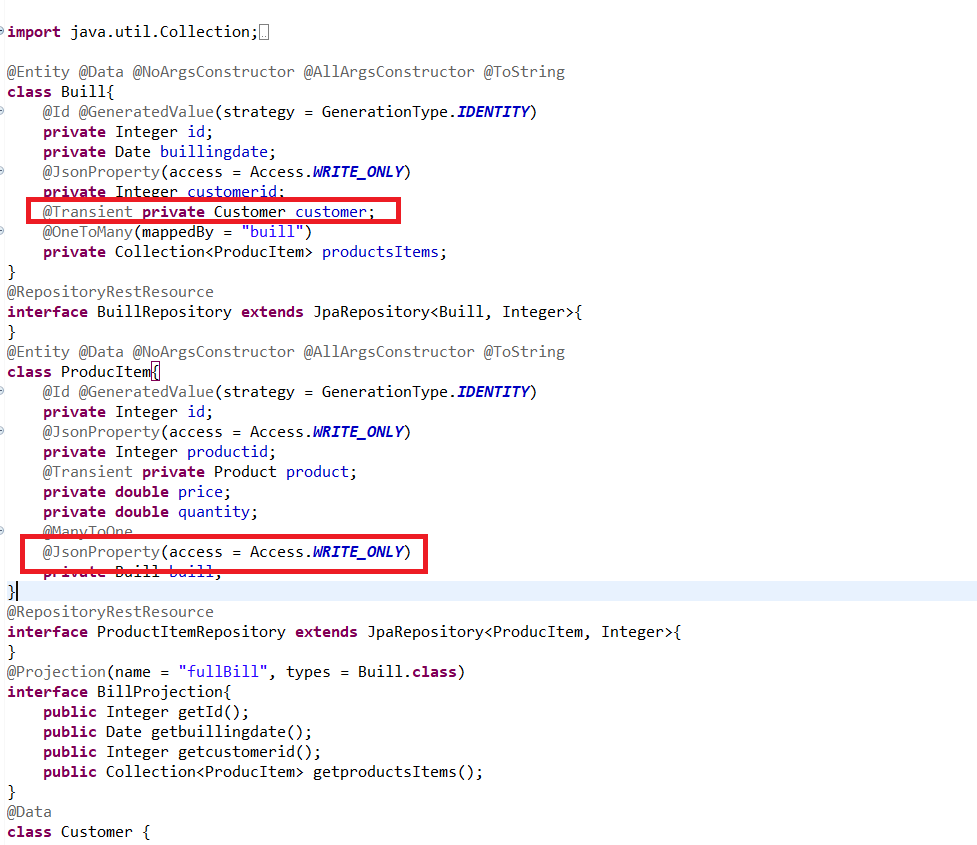 import java.util.Collection;
@Entity @Data @NoArgsConstructor @AllArgsConstructor @ToString
class Buill{
    @Id @GeneratedValue(strategy = GenerationType.IDENTITY)
    private Integer id;
    private Date buillingdate;
    @JsonProperty(access = Access.WRITE_ONLY)
    private Integer customerid;
    @Transient private Customer customer;
    @OneToMany(mappedBy = "buill")
    private Collection<ProducItem> productsItems;
}
@RepositoryRestResource
interface BuillRepository extends JpaRepository<Buill, Integer>{
}
@Entity @Data @NoArgsConstructor @AllArgsConstructor @ToString
class ProducItem{
    @Id @GeneratedValue(strategy = GenerationType.IDENTITY)
    private Integer id;
    @JsonProperty(access = Access.WRITE_ONLY)
    private Integer productid;
    @Transient private Product product;
    private double price;
    private double quantity;
    @ManyToOne
    @JsonProperty(access = Access.WRITE_ONLY)
    private Buill buill;
}
@RepositoryRestResource
interface ProductItemRepository extends JpaRepository<ProducItem, Integer>{
}
@Projection(name = "fullBill", types = Buill.class)
interface BillProjection{
    public Integer getId();
    public Date getbuillingdate();
    public Integer getcustomerid();
    public Collection<ProducItem> getproductsItems();
}
@Data
class Customer {